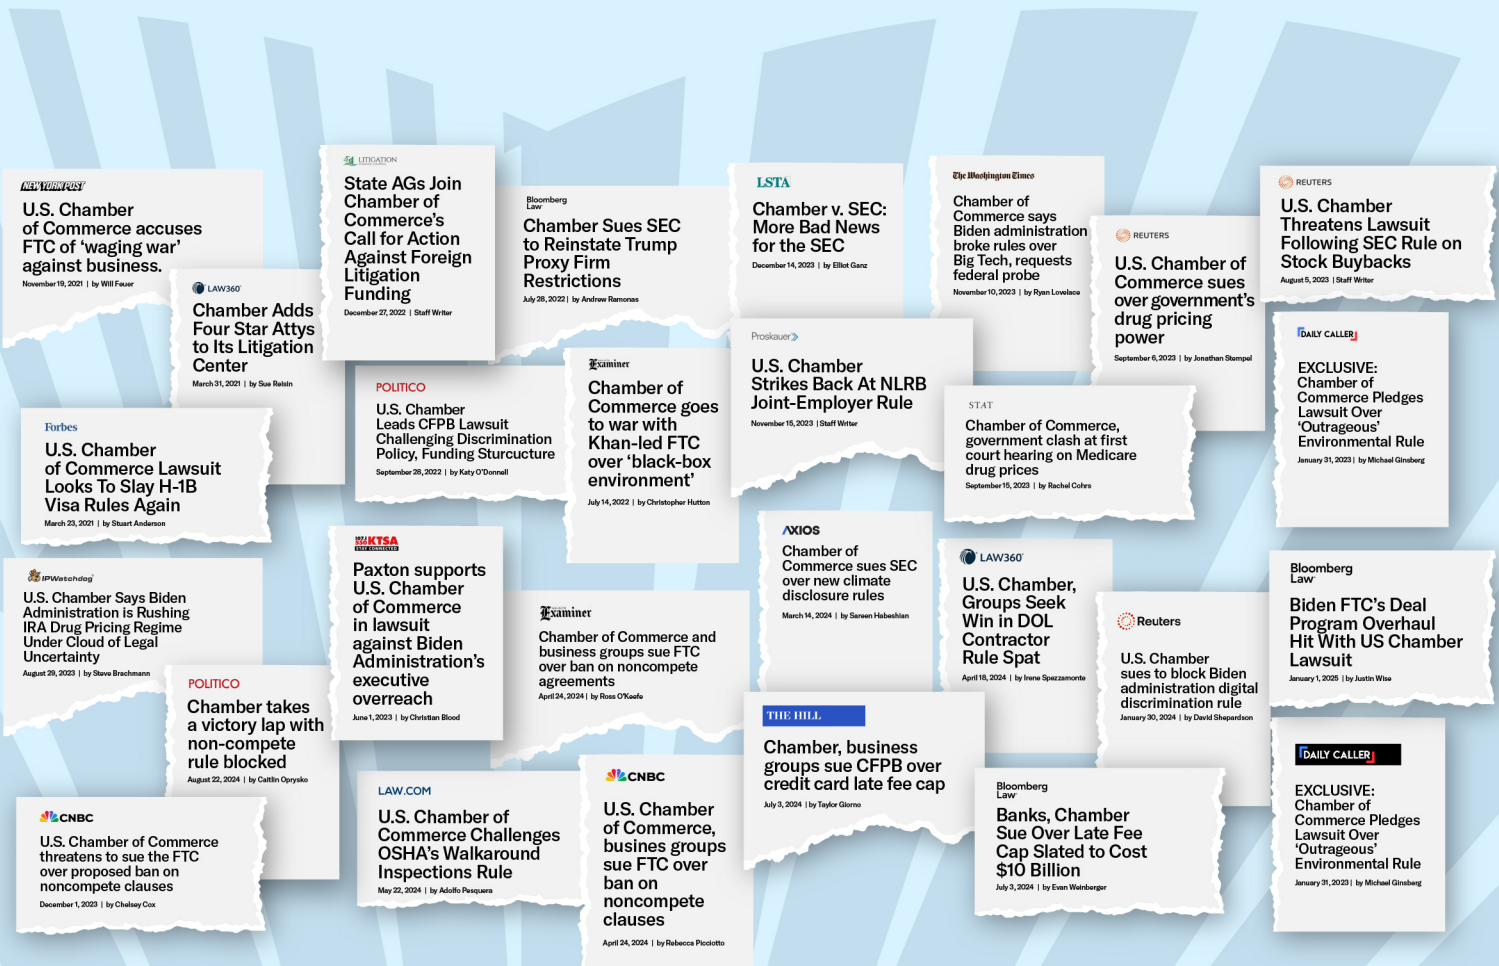 NEW YORK POST
U.S. Chamber
of Commerce accuses
FTC of ‘waging war’
against business.
November 19, 2021 | by Will Feuer
LAW360
Chamber Adds
Four Star Attys
to Its Litigation
Center
March 31, 2021 | by Sue Reisin
LITIGATION
State AGs Join
Chamber of
Commerce’s
Call for Action
Against Foreign
Litigation
Funding
December 27, 2022 | Staff Writer
Bloomberg
Law
Chamber Sues SEC
to Reinstate Trump
Proxy Firm
Restrictions
July 28, 2022 | by Andrew Ramonas
LSTA
Chamber v. SEC:
More Bad News
for the SEC
December 14, 2023 | by Elliot Ganz
The Washington Times
Chamber of
Commerce says
Biden administration
broke rules over
Big Tech, requests
federal probe
November 10, 2023 | by Ryan Lovelace
REUTERS
U.S. Chamber of
Commerce sues
over government’s
drug pricing
power
September 6, 2023 | by Jonathan Stempel
REUTERS
U.S. Chamber
Threatens Lawsuit
Following SEC Rule on
Stock Buybacks
August 5, 2023 | Staff Writer
Forbes
U.S. Chamber
of Commerce Lawsuit
Looks To Slay H-1B
Visa Rules Again
March 23, 2021 | by Stuart Anderson
POLITICO
U.S. Chamber
Leads CFPB Lawsuit
Challenging Discrimination
Policy, Funding Sturcucture
September 28, 2022 | by Katy O’Donnell
Examiner
Chamber of
Commerce goes
to war with
Khan-led FTC
over ‘black-box
environment’
July 14, 2022 | by Christopher Hutton
Proskauer
U.S. Chamber
Strikes Back At NLRB
Joint-Employer Rule
November 15, 2023 | Staff Writer
STAT
Chamber of Commerce,
government clash at first
court hearing on Medicare
drug prices
September 15, 2023 | by Rachel Cohrs
DAILY CALLER
EXCLUSIVE:
Chamber of
Commerce Pledges
Lawsuit Over
‘Outrageous’
Environmental Rule
January 31, 2023 | by Michael Ginsberg
IPWatchdog
U.S. Chamber Says Biden
Administration is Rushing
IRA Drug Pricing Regime
Under Cloud of Legal
Uncertainty
August 29, 2023 | by Steve Brachmann
POLITICO
Chamber takes
a victory lap with
non-compete
rule blocked
August 22, 2024 | by Caitlin Oprysko
KTSA
STAY CONNECTED
Paxton supports
U.S. Chamber
of Commerce
in lawsuit
against Biden
Administration’s
executive
overreach
June 1, 2023 | by Christian Blood
Examiner
Chamber of Commerce and
business groups sue FTC
over ban on noncompete
agreements
April 24, 2024 | by Ross O’Keefe
AXIOS
Chamber of
Commerce sues SEC
over new climate
disclosure rules
March 14, 2024 | by Sareen Habeshian
LAW360
U.S. Chamber,
Groups Seek
Win in DOL
Contractor
Rule Spat
April 18, 2024 | by Irene Spezzamonte
Reuters
U.S. Chamber
sues to block Biden
administration digital
discrimination rule
January 30, 2024 | by David Shepardson
Bloomberg
Law
Biden FTC’s Deal
Program Overhaul
Hit With US Chamber
Lawsuit
January 1, 2025 | by Justin Wise
CNBC
U.S. Chamber of Commerce
threatens to sue the FTC
over proposed ban on
noncompete clauses
December 1, 2023 | by Chelsey Cox
LAW.COM
U.S. Chamber of
Commerce Challenges
OSHA’s Walkaround
Inspections Rule
May 22, 2024 | by Adolfo Pesquera
CNBC
U.S. Chamber
of Commerce,
busines groups
sue FTC over
ban on
noncompete
clauses
April 24, 2024 | by Rebecca Picciotto
THE HILL
Chamber, business
groups sue CFPB over
credit card late fee cap
July 3, 2024 | by Taylor Giorno
Bloomberg
Law
Banks, Chamber
Sue Over Late Fee
Cap Slated to Cost
$10 Billion
July 3, 2024 | by Evan Weinberger
DAILY CALLER
EXCLUSIVE:
Chamber of
Commerce Pledges
Lawsuit Over
‘Outrageous’
Environmental Rule
January 31, 2023 | by Michael Ginsberg